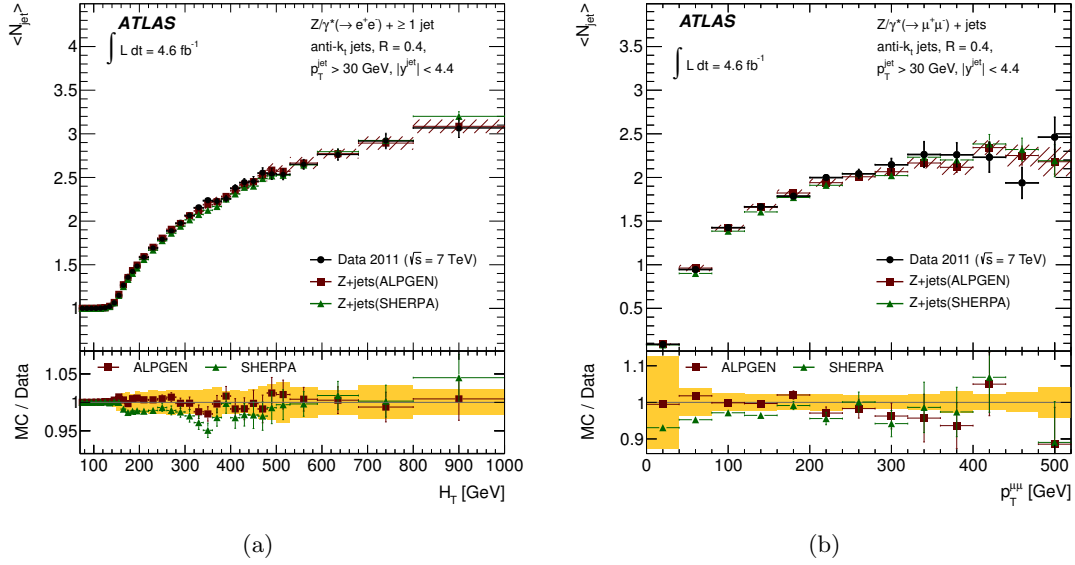 <N_jet>
ATLAS
∫ L dt = 4.6 fb⁻¹
Z/γ*(→ e⁺e⁻) + ≥ 1 jet
anti-k_t jets, R = 0.4,
p_T^jet > 30 GeV, |y^jet| < 4.4
4
3.5
3
2.5
2
1.5
1
Data 2011 (√s = 7 TeV)
Z+jets(ALPGEN)
Z+jets(SHERPA)
MC / Data
ALPGEN
SHERPA
1.05
1
0.95
100 200 300 400 500 600 700 800 900 1000
H_T [GeV]
(a)
<N_jet>
ATLAS
∫ L dt = 4.6 fb⁻¹
Z/γ*(→ μ⁺μ⁻) + jets
anti-k_t jets, R = 0.4,
p_T^jet > 30 GeV, |y^jet| < 4.4
3.5
3
2.5
2
1.5
1
0.5
Data 2011 (√s = 7 TeV)
Z+jets(ALPGEN)
Z+jets(SHERPA)
MC / Data
ALPGEN
SHERPA
1.1
1
0.9
0 100 200 300 400 500
p_T^μμ [GeV]
(b)